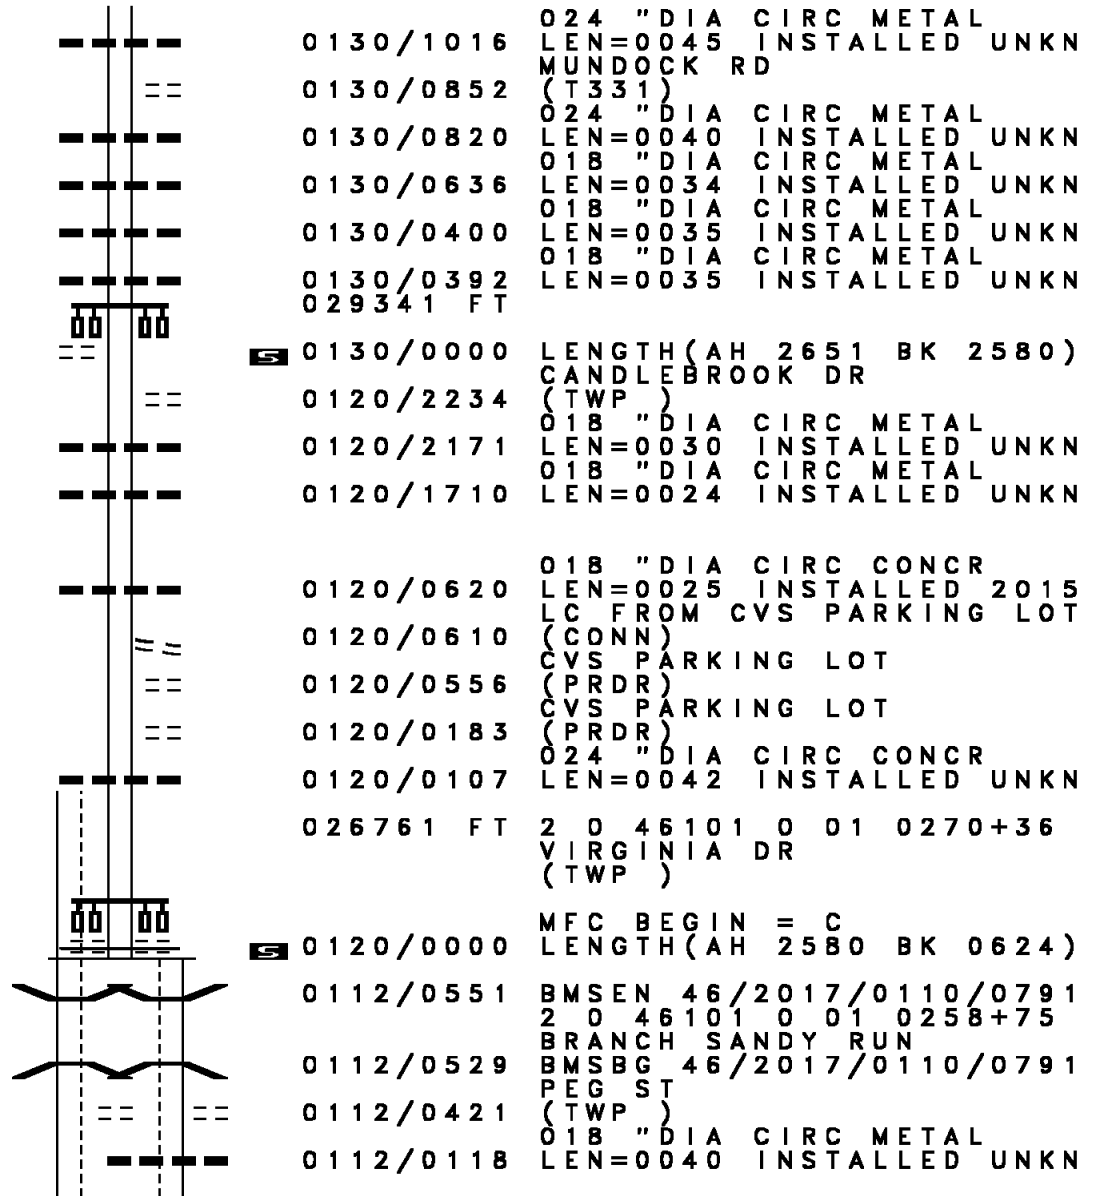 024 "DIA CIRC METAL
0130/1016 LEN=0045 INSTALLED UNKN
MUNDOCK RD
0130/0852 (T331)
024 "DIA CIRC METAL
0130/0820 LEN=0040 INSTALLED UNKN
018 "DIA CIRC METAL
0130/0636 LEN=0034 INSTALLED UNKN
018 "DIA CIRC METAL
0130/0400 LEN=0035 INSTALLED UNKN
018 "DIA CIRC METAL
0130/0392 LEN=0035 INSTALLED UNKN
029341 FT
S 0130/0000 LENGTH(AH 2651 BK 2580)
CANDLEBROOK DR
0120/2234 (TWP )
018 "DIA CIRC METAL
0120/2171 LEN=0030 INSTALLED UNKN
018 "DIA CIRC METAL
0120/1710 LEN=0024 INSTALLED UNKN
018 "DIA CIRC CONCR
0120/0620 LEN=0025 INSTALLED 2015
LC FROM CVS PARKING LOT
0120/0610 (CONN)
CVS PARKING LOT
0120/0556 (PRDR)
CVS PARKING LOT
0120/0183 (PRDR)
024 "DIA CIRC CONCR
0120/0107 LEN=0042 INSTALLED UNKN
026761 FT 2 0 46101 0 01 0270+36
VIRGINIA DR
(TWP )
MFC BEGIN = C
S 0120/0000 LENGTH(AH 2580 BK 0624)
0112/0551 BMSEN 46/2017/0110/0791
2 0 46101 0 01 0258+75
BRANCH SANDY RUN
0112/0529 BMSBG 46/2017/0110/0791
PEG ST
0112/0421 (TWP )
018 "DIA CIRC METAL
0112/0118 LEN=0040 INSTALLED UNKN